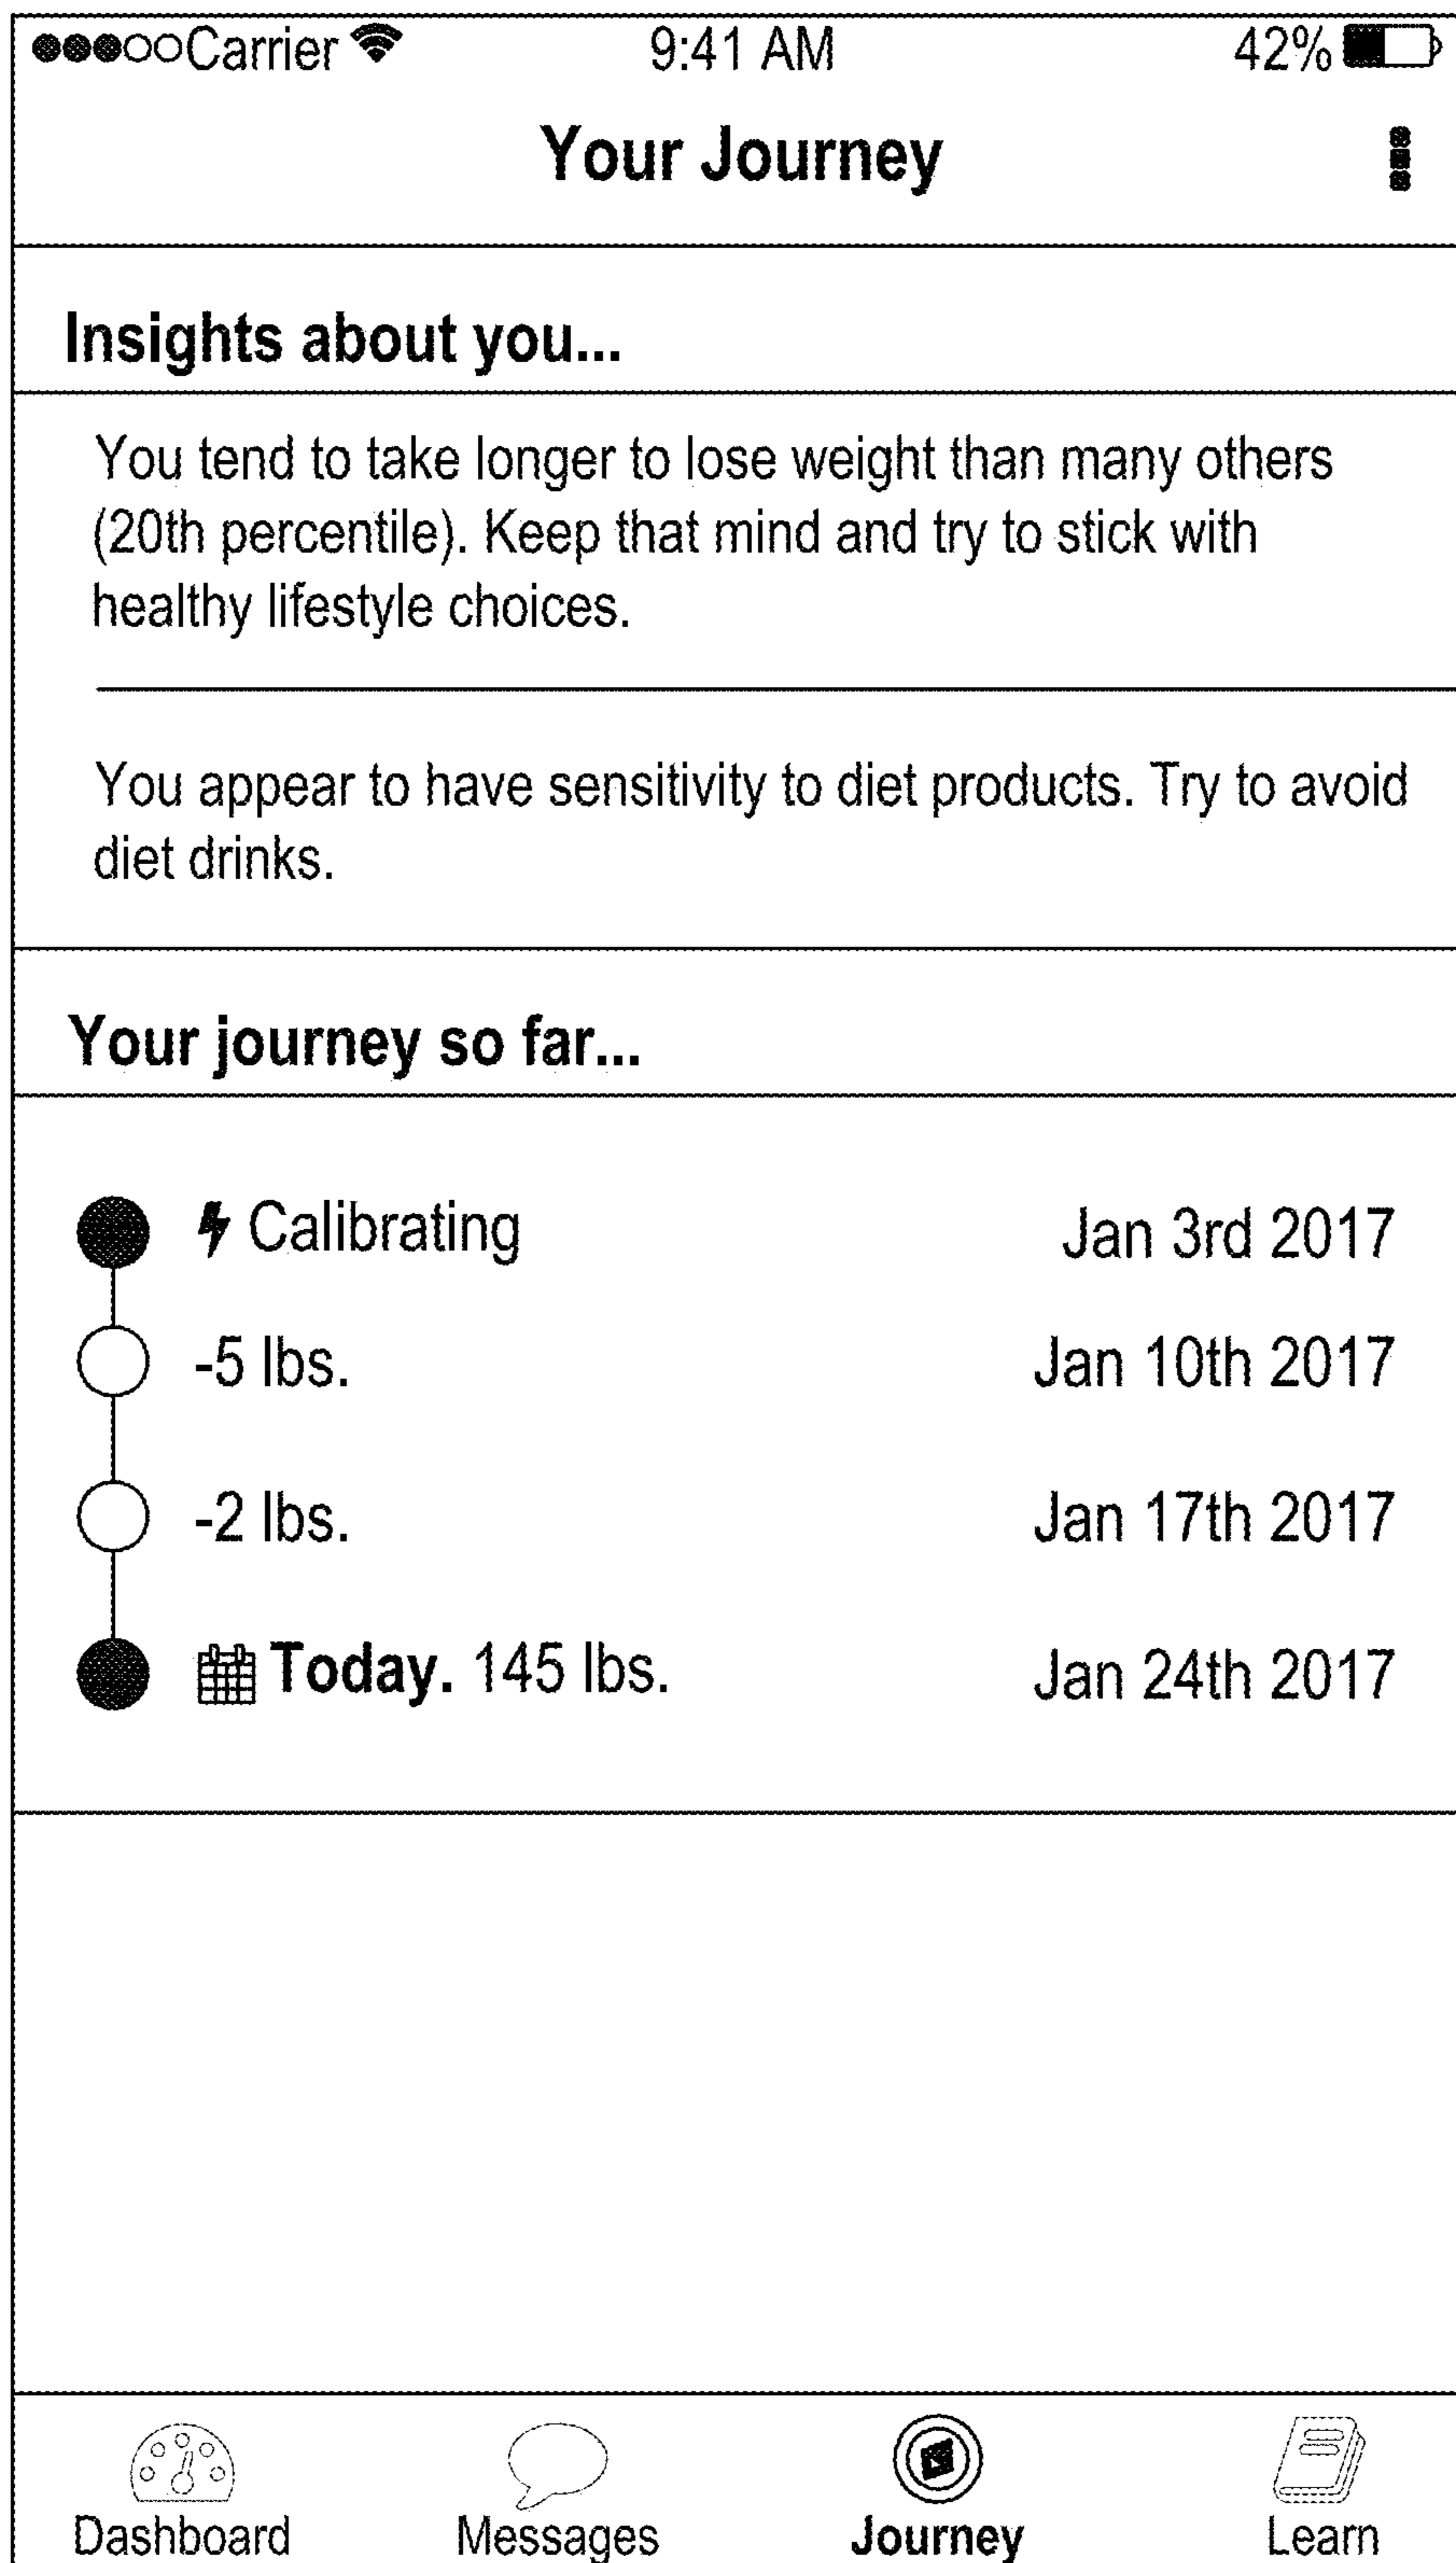 Carrier 9:41 AM 42%
Your Journey
Insights about you...
You tend to take longer to lose weight than many others
(20th percentile). Keep that mind and try to stick with
healthy lifestyle choices.
You appear to have sensitivity to diet products. Try to avoid
diet drinks.
Your journey so far...
Calibrating Jan 3rd 2017
-5 lbs. Jan 10th 2017
-2 lbs. Jan 17th 2017
Today. 145 lbs. Jan 24th 2017
Dashboard Messages Journey Learn